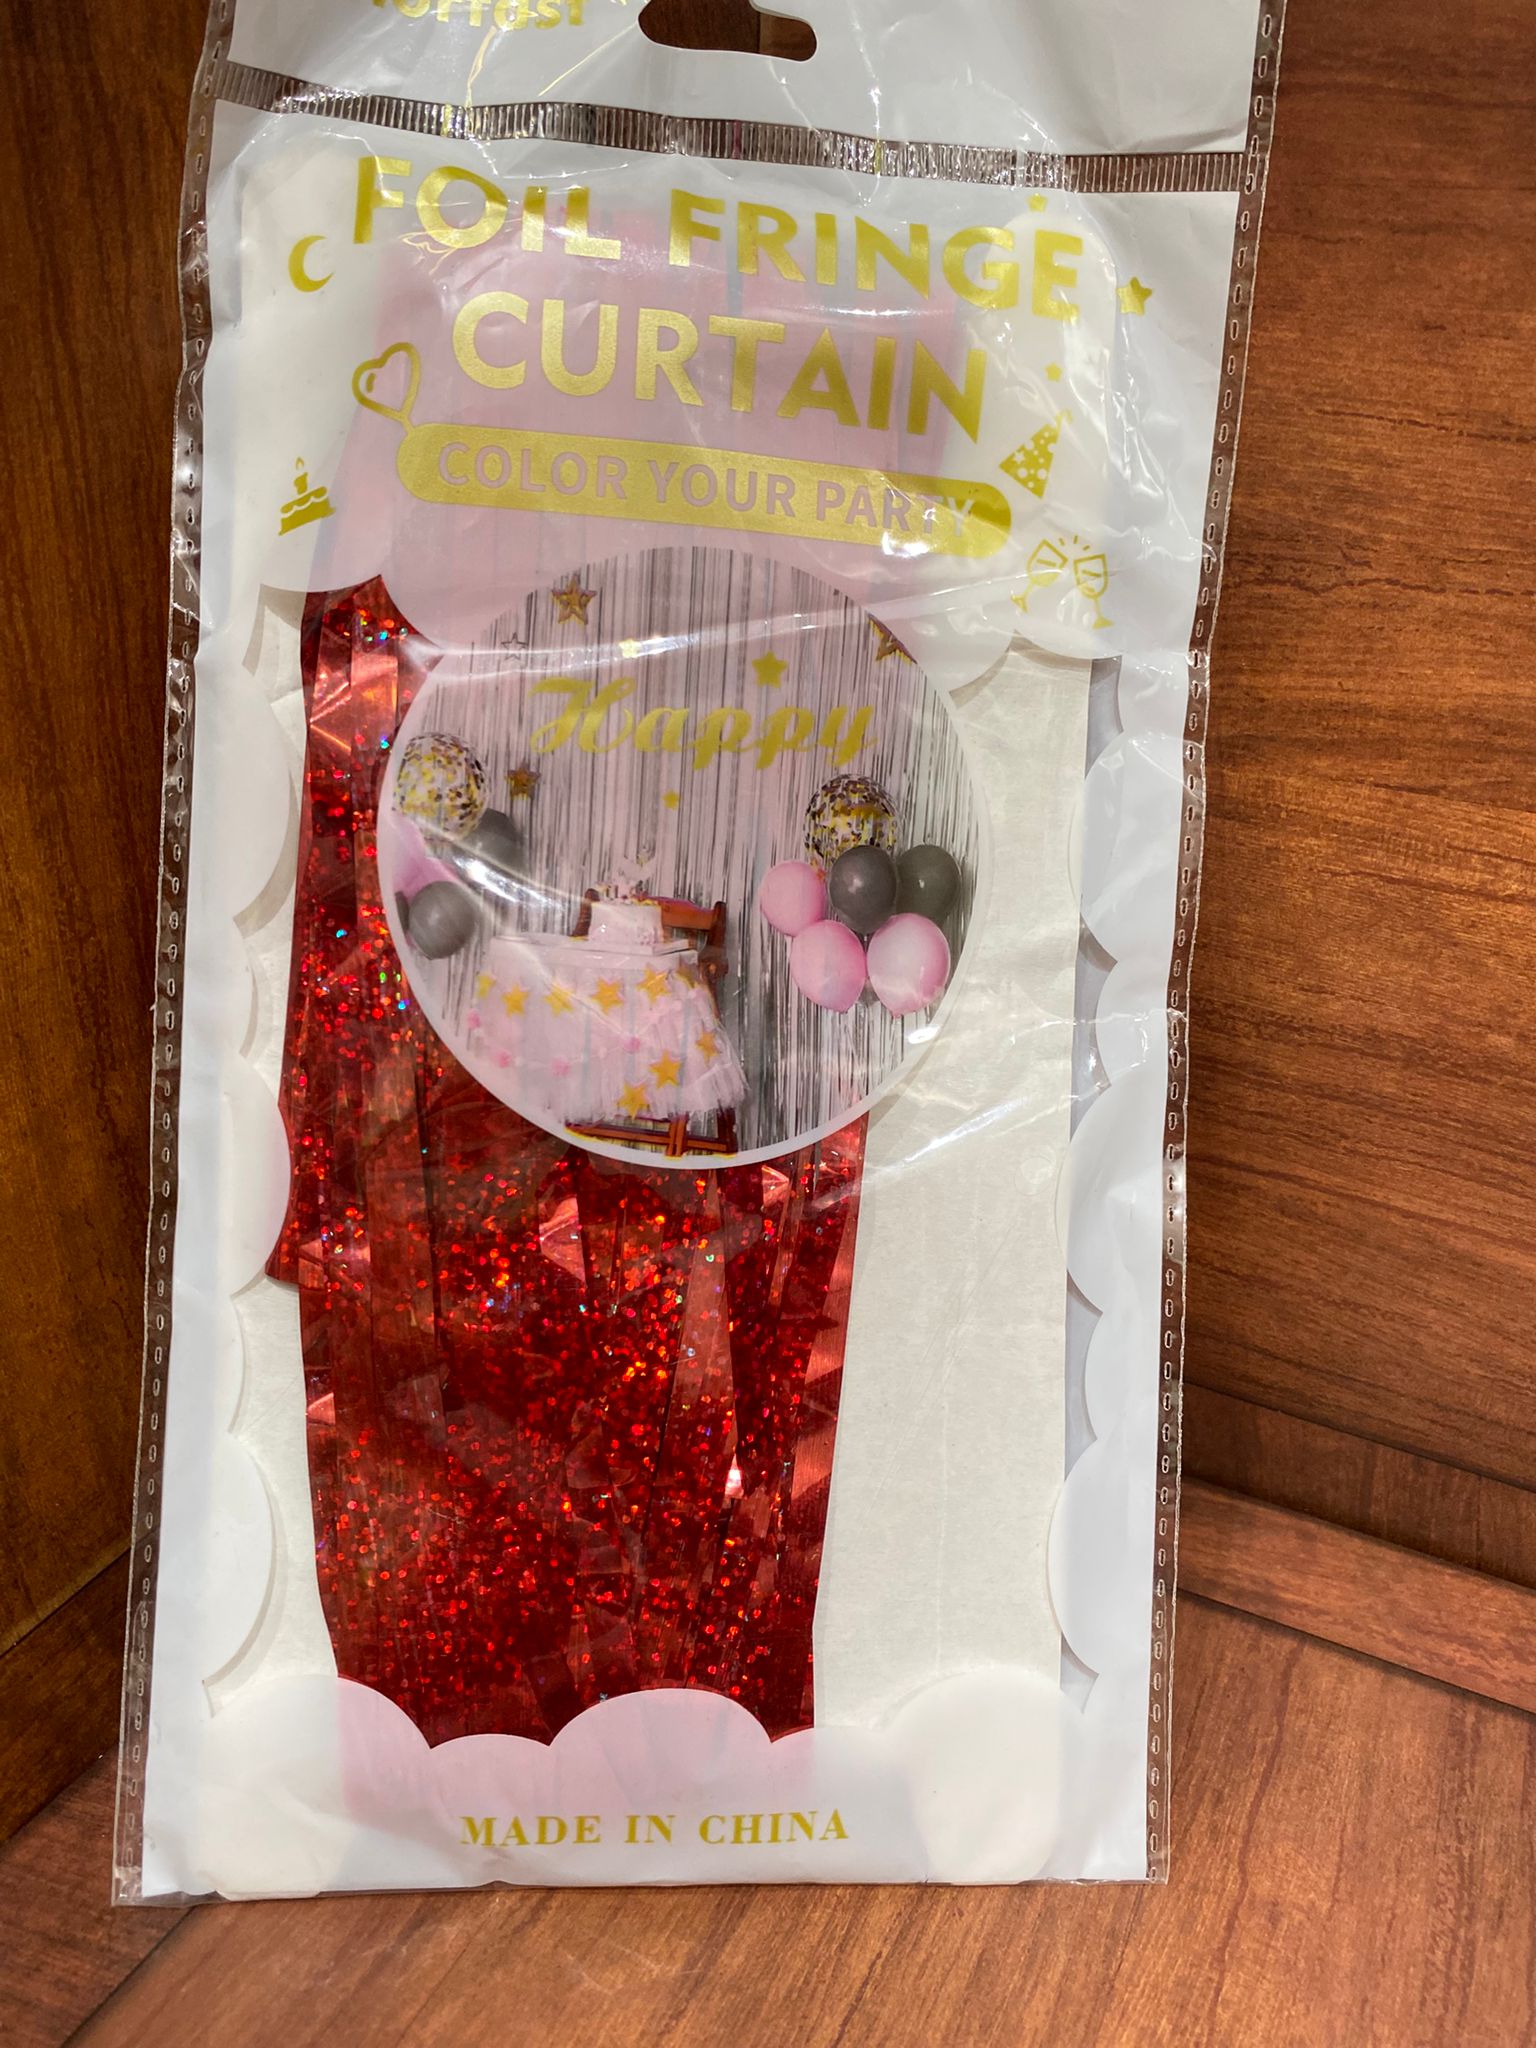 FOIL FRINGE
CURTAIN
COLOR YOUR PARTY
Happy
MADE IN CHINA